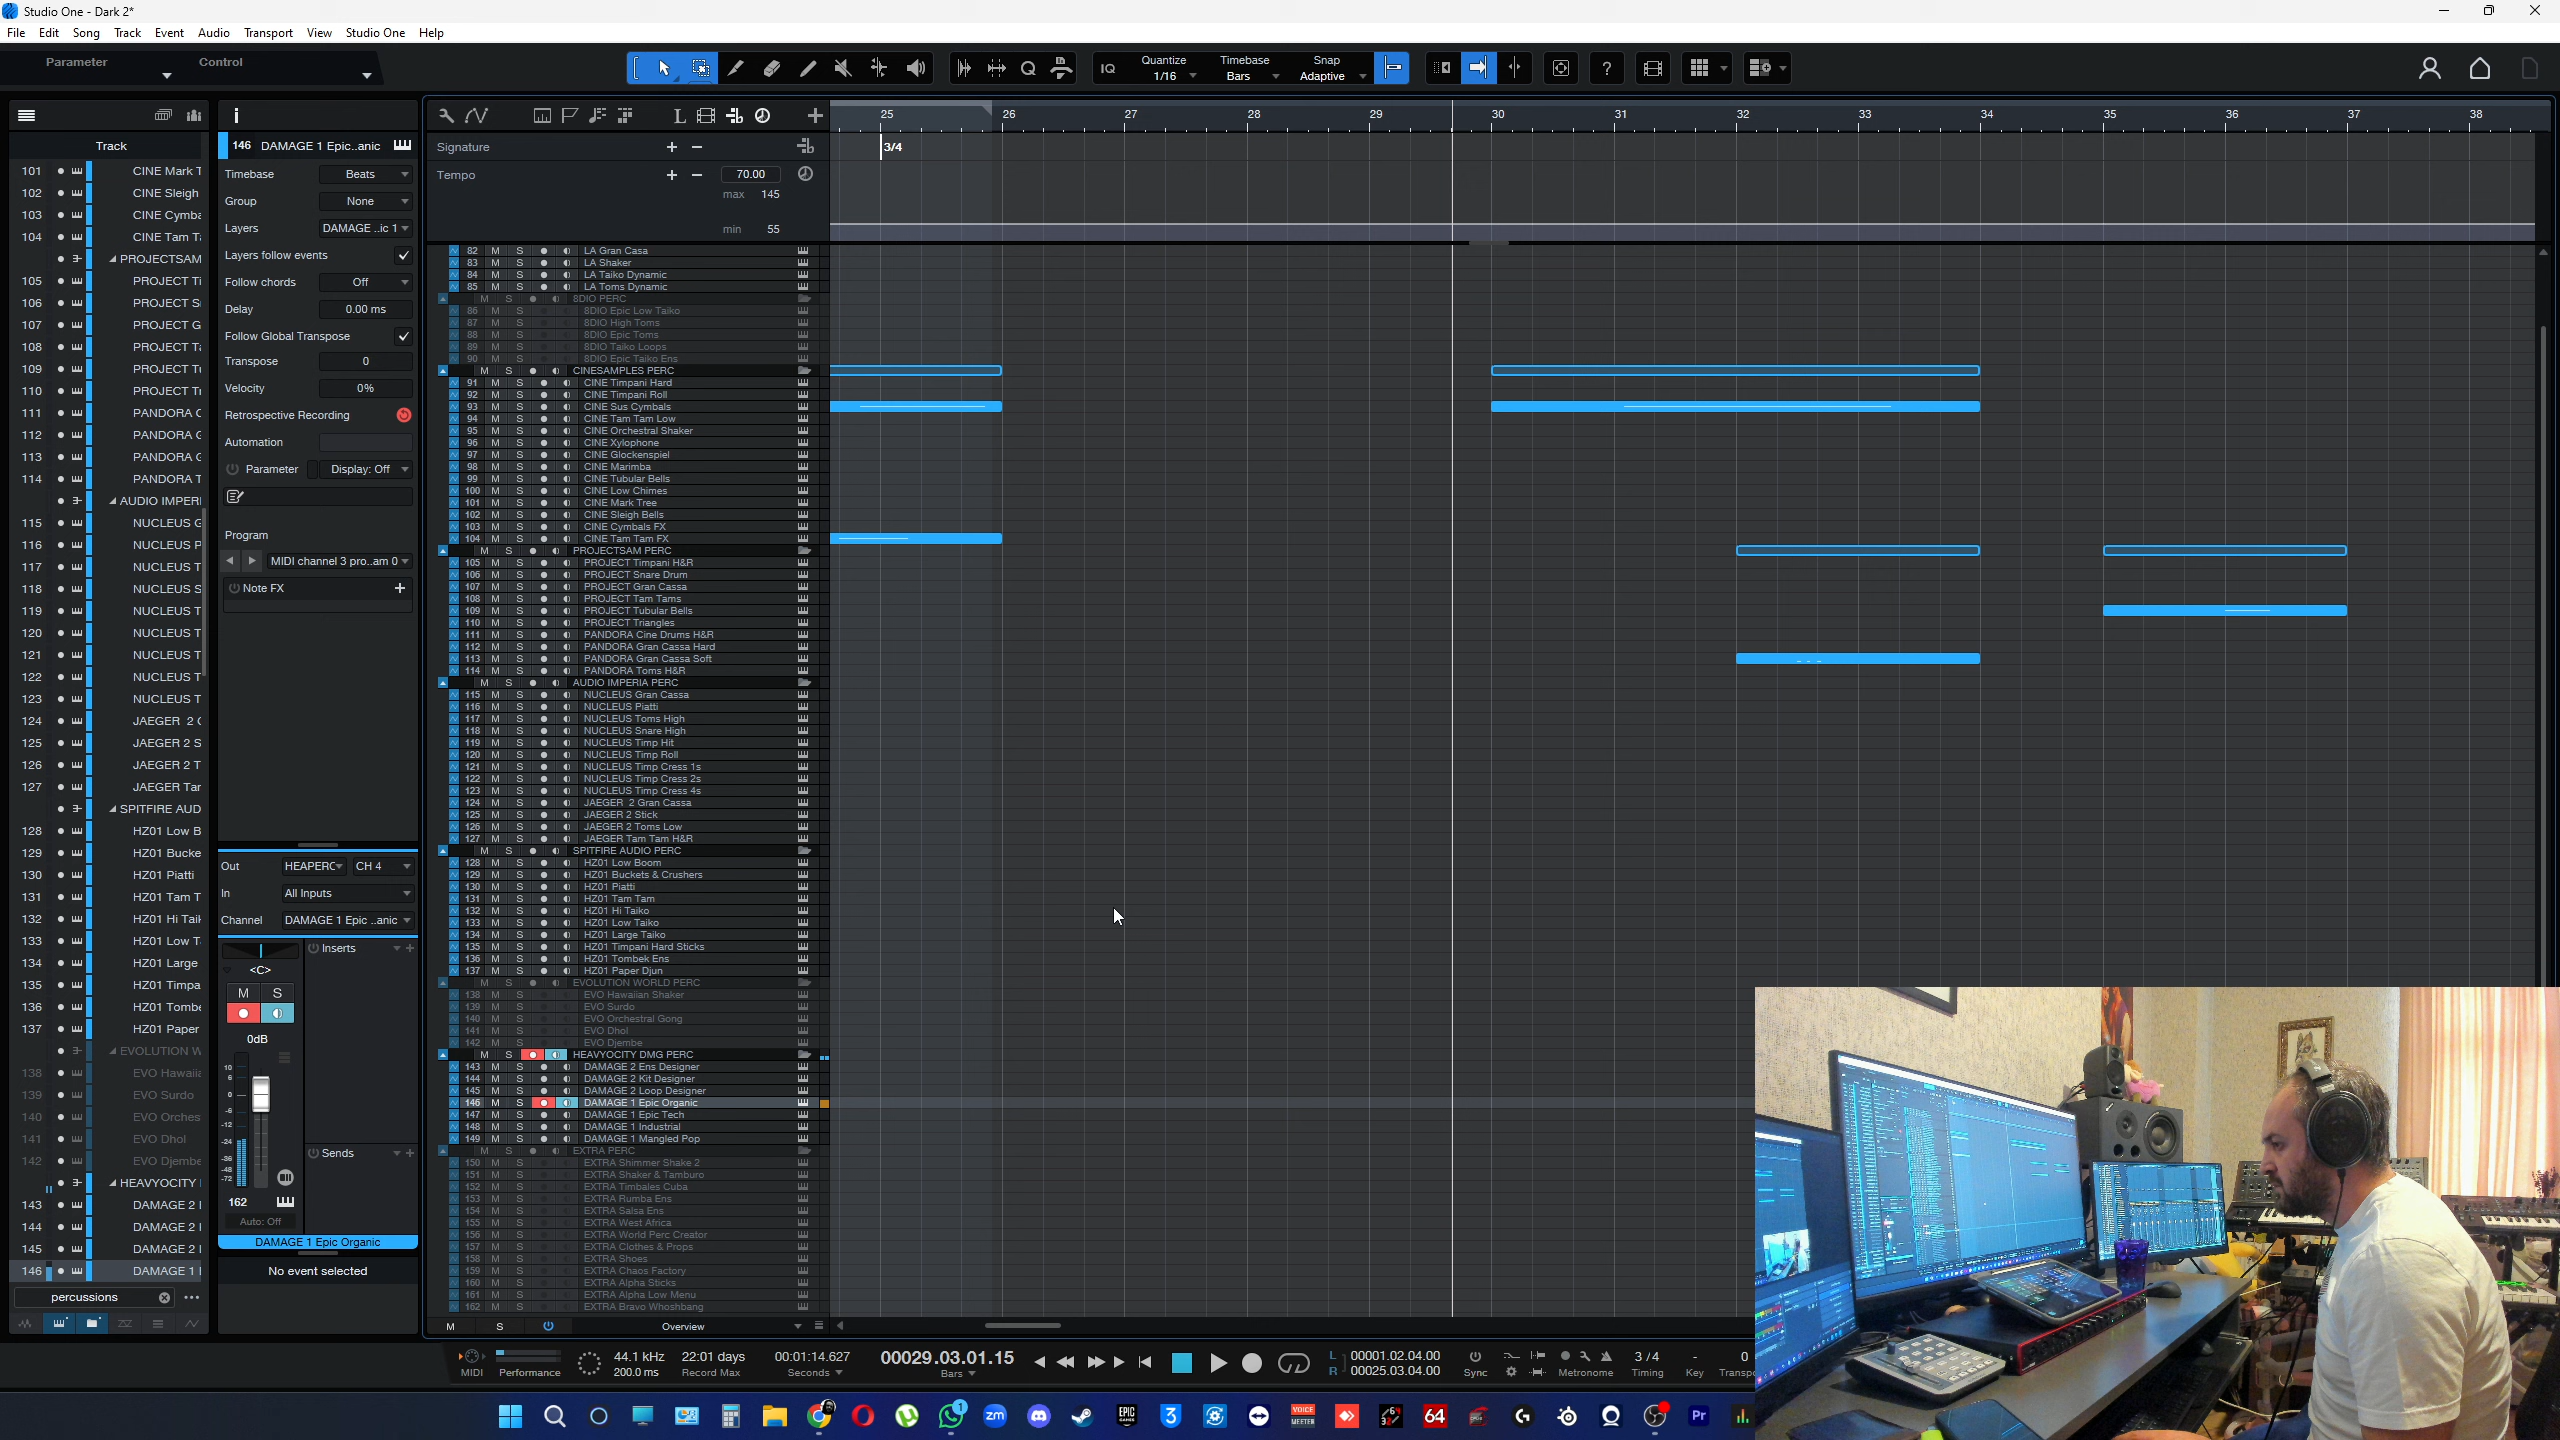 Studio One - Dark 2*
File Edit Song Track Event Audio Transport View Studio One Help
Parameter Control
IQ Quantize 1/16 Timebase Bars Snap Adaptive
Track
101 CINE Mark T
102 CINE Sleigh
103 CINE Cymba
104 CINE Tam T
PROJECTSAM
105 PROJECT Ti
106 PROJECT S
107 PROJECT G
108 PROJECT Ta
109 PROJECT Tu
110 PROJECT Tr
111 PANDORA C
112 PANDORA G
113 PANDORA G
114 PANDORA T
AUDIO IMPERI
115 NUCLEUS G
116 NUCLEUS P
117 NUCLEUS T
118 NUCLEUS S
119 NUCLEUS T
120 NUCLEUS T
121 NUCLEUS T
122 NUCLEUS T
123 NUCLEUS T
124 JAEGER 2 G
125 JAEGER 2 S
126 JAEGER 2 T
127 JAEGER Tar
SPITFIRE AUD
128 HZ01 Low B
129 HZ01 Bucke
130 HZ01 Piatti
131 HZ01 Tam T
132 HZ01 Hi Taik
133 HZ01 Low T
134 HZ01 Large
135 HZ01 Timpa
136 HZ01 Tombe
137 HZ01 Paper
EVOLUTION W
138 EVO Hawaiia
139 EVO Surdo
140 EVO Orches
141 EVO Dhol
142 EVO Djembe
HEAVYOCITY
143 DAMAGE 2 I
144 DAMAGE 2 I
145 DAMAGE 2 I
146 DAMAGE 1 I
percussions
146 DAMAGE 1 Epic..anic
Timebase Beats
Group None
Layers DAMAGE ..ic 1
Layers follow events
Follow chords Off
Delay 0.00 ms
Follow Global Transpose
Transpose 0
Velocity 0%
Retrospective Recording
Automation
Parameter Display: Off
Program
MIDI channel 3 pro..am 0
Note FX
Out HEAPERC CH 4
In All Inputs
Channel DAMAGE 1 Epic ..anic
Inserts
<C>
M S
0dB
10
6
0
-6
-12
-24
-36
-48
-72
Sends
162
Auto: Off
DAMAGE 1 Epic Organic
No event selected
25 26 27 28 29 30 31 32 33 34 35 36 37 38
Signature 3/4
Tempo 70.00
max 145
min 55
82 M S LA Gran Casa
83 M S LA Shaker
84 M S LA Taiko Dynamic
85 M S LA Toms Dynamic
M S 8DIO PERC
86 M S 8DIO Epic Low Taiko
87 M S 8DIO High Toms
88 M S 8DIO Epic Toms
89 M S 8DIO Taiko Loops
90 M S 8DIO Epic Taiko Ens
M S CINESAMPLES PERC
91 M S CINE Timpani Hard
92 M S CINE Timpani Roll
93 M S CINE Sus Cymbals
94 M S CINE Tam Tam Low
95 M S CINE Orchestral Shaker
96 M S CINE Xylophone
97 M S CINE Glockenspiel
98 M S CINE Marimba
99 M S CINE Tubular Bells
100 M S CINE Low Chimes
101 M S CINE Mark Tree
102 M S CINE Sleigh Bells
103 M S CINE Cymbals FX
104 M S CINE Tam Tam FX
M S PROJECTSAM PERC
105 M S PROJECT Timpani H&R
106 M S PROJECT Snare Drum
107 M S PROJECT Gran Cassa
108 M S PROJECT Tam Tams
109 M S PROJECT Tubular Bells
110 M S PROJECT Triangles
111 M S PANDORA Cine Drums H&R
112 M S PANDORA Gran Cassa Hard
113 M S PANDORA Gran Cassa Soft
114 M S PANDORA Toms H&R
M S AUDIO IMPERIA PERC
115 M S NUCLEUS Gran Cassa
116 M S NUCLEUS Piatti
117 M S NUCLEUS Toms High
118 M S NUCLEUS Snare High
119 M S NUCLEUS Timp Hit
120 M S NUCLEUS Timp Roll
121 M S NUCLEUS Timp Cress 1s
122 M S NUCLEUS Timp Cress 2s
123 M S NUCLEUS Timp Cress 4s
124 M S JAEGER 2 Gran Cassa
125 M S JAEGER 2 Stick
126 M S JAEGER 2 Toms Low
127 M S JAEGER Tam Tam H&R
M S SPITFIRE AUDIO PERC
128 M S HZ01 Low Boom
129 M S HZ01 Buckets & Crushers
130 M S HZ01 Piatti
131 M S HZ01 Tam Tam
132 M S HZ01 Hi Taiko
133 M S HZ01 Low Taiko
134 M S HZ01 Large Taiko
135 M S HZ01 Timpani Hard Sticks
136 M S HZ01 Tombek Ens
137 M S HZ01 Paper Djun
M S EVOLUTION WORLD PERC
138 M S EVO Hawaiian Shaker
139 M S EVO Surdo
140 M S EVO Orchestral Gong
141 M S EVO Dhol
142 M S EVO Djembe
M S HEAVYOCITY DMG PERC
143 M S DAMAGE 2 Ens Designer
144 M S DAMAGE 2 Kit Designer
145 M S DAMAGE 2 Loop Designer
146 M S DAMAGE 1 Epic Organic
147 M S DAMAGE 1 Epic Tech
148 M S DAMAGE 1 Industrial
149 M S DAMAGE 1 Mangled Pop
M S EXTRA PERC
150 M S EXTRA Shimmer Shake 2
151 M S EXTRA Shaker & Tamburo
152 M S EXTRA Timbales Cuba
153 M S EXTRA Rumba Ens
154 M S EXTRA Salsa Ens
155 M S EXTRA West Africa
156 M S EXTRA World Perc Creator
157 M S EXTRA Clothes & Props
158 M S EXTRA Shoes
159 M S EXTRA Chaos Factory
160 M S EXTRA Alpha Sticks
161 M S EXTRA Alpha Low Menu
162 M S EXTRA Bravo Whoshbang
M S Overview
MIDI Performance
44.1 kHz 22:01 days 00:01:14.627 00029.03.01.15
200.0 ms Record Max Seconds Bars
L 00001.02.04.00
R 00025.03.04.00
Sync Metronome
3 / 4 - 0
Timing Key Transpo
1 zm EPIC GAMES 3 VOICE MEETER 64 Pr